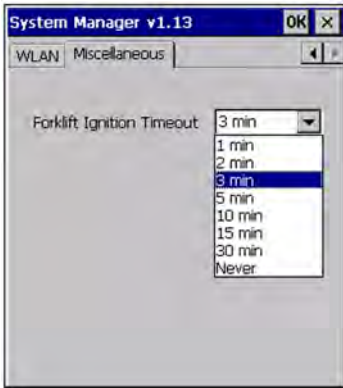 System Manager v1.13 OK ×
WLAN Miscellaneous
Forklift Ignition Timeout 3 min
1 min
2 min
3 min
5 min
10 min
15 min
30 min
Never